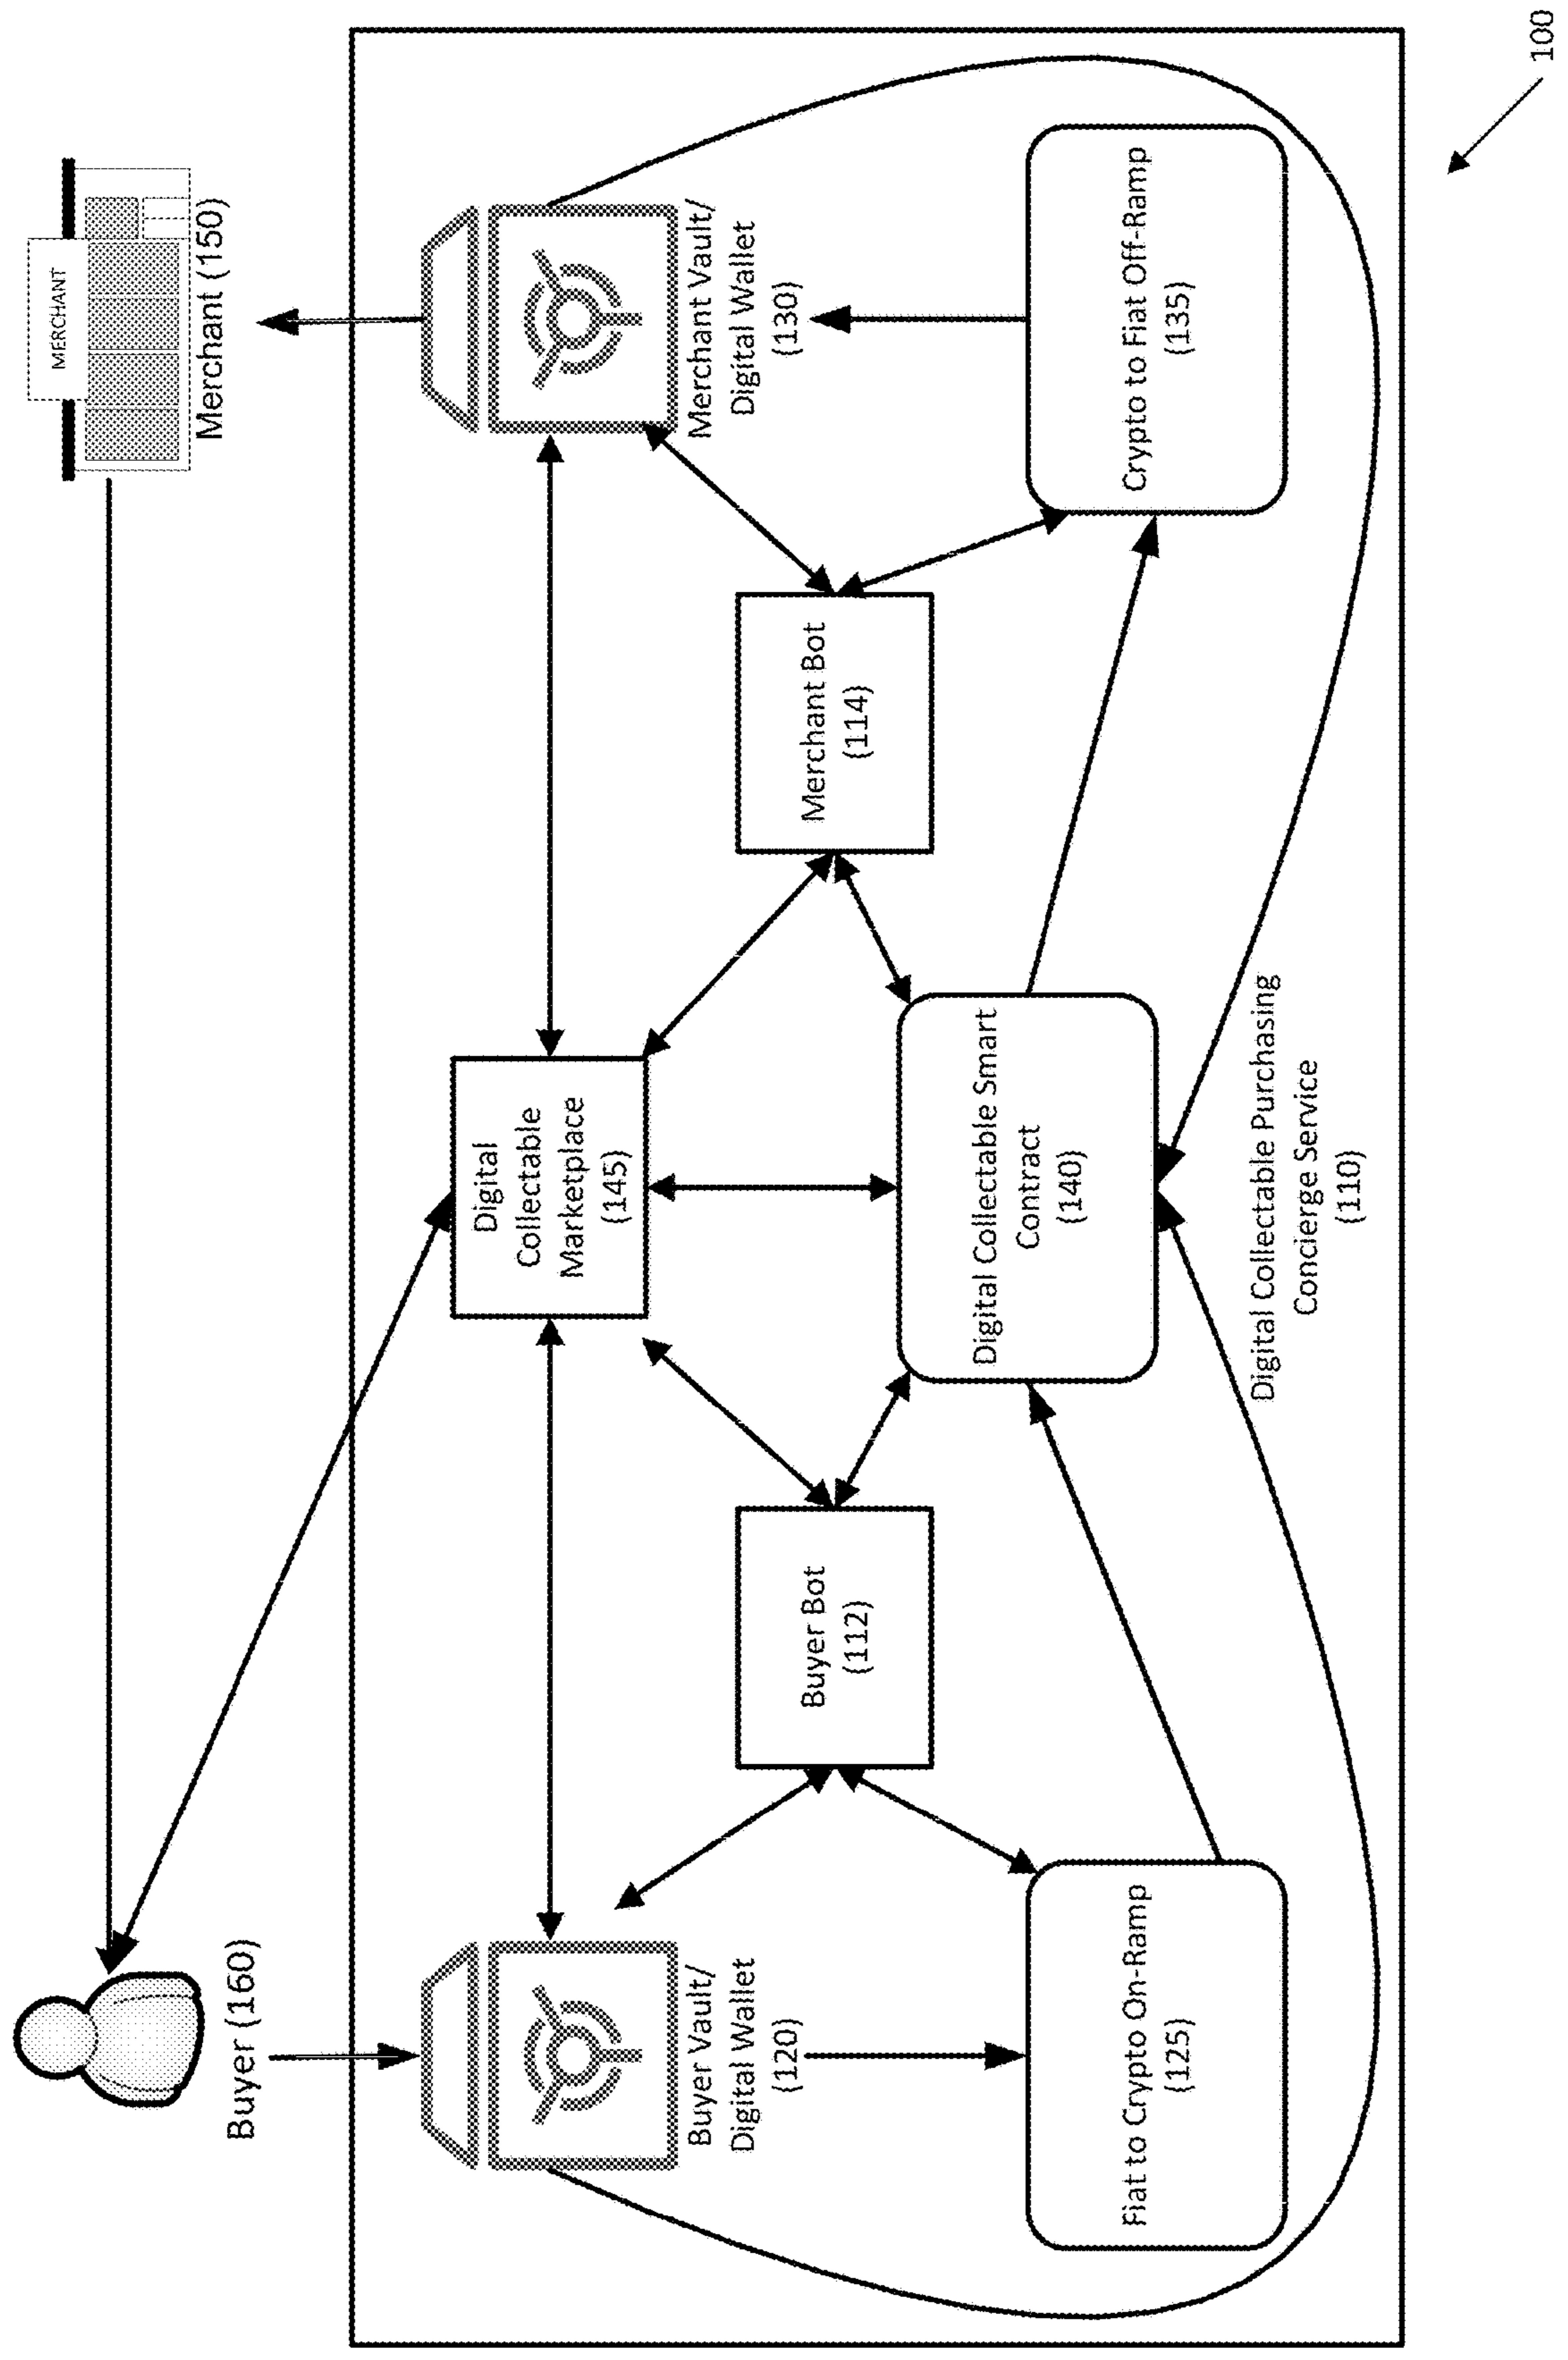 100
Buyer (160)
MERCHANT
Merchant (150)
Digital
Collectable
Marketplace
(145)
Buyer Vault/
Digital Wallet
(120)
Merchant Vault/
Digital Wallet
(130)
Buyer Bot
(112)
Merchant Bot
(114)
Digital Collectable Smart
Contract
(140)
Fiat to Crypto On-Ramp
(125)
Crypto to Fiat Off-Ramp
(135)
Digital Collectable Purchasing
Concierge Service
(110)